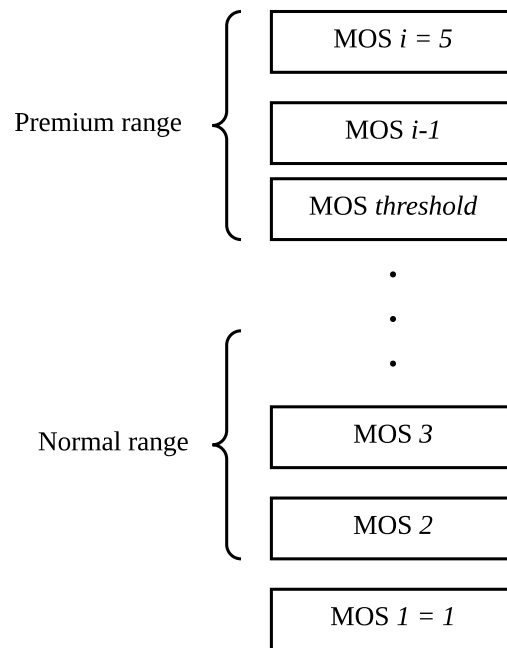 MOS i = 5
Premium range
MOS i-1
MOS threshold
Normal range
MOS 3
MOS 2
MOS 1 = 1